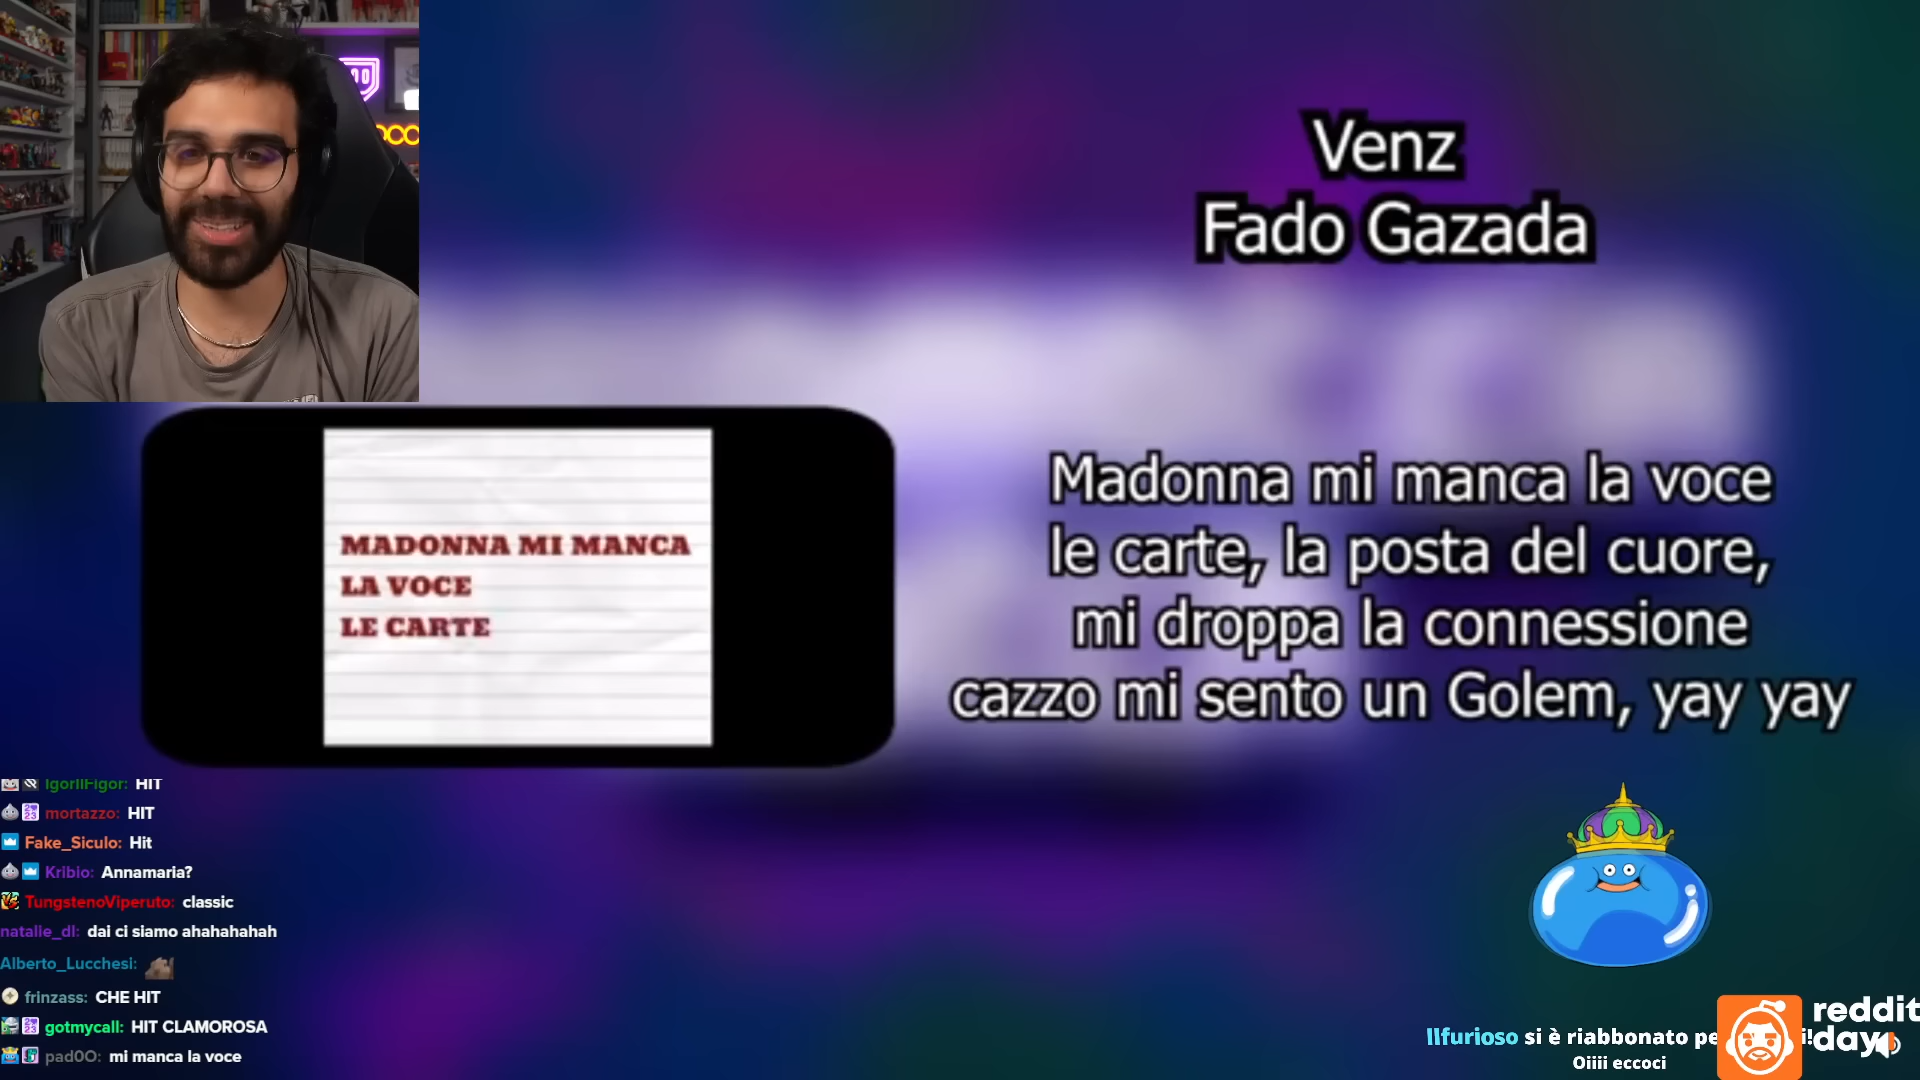 Venz
Fado Gazada
MADONNA MI MANCA
LA VOCE
LE CARTE
Madonna mi manca la voce
le carte, la posta del cuore,
mi droppa la connessione
cazzo mi sento un Golem, yay yay
IgorIlFigor: HIT
mortazzo: HIT
Fake_Siculo: Hit
Kriblo: Annamaria?
TungstenoViperuto: classic
natalie_dl: dai ci siamo ahahahahah
Alberto_Lucchesi:
frinzass: CHE HIT
gotmycall: HIT CLAMOROSA
pad0O: mi manca la voce
Ilfurioso si è riabbonato pe
Oiiii eccoci
reddit
day